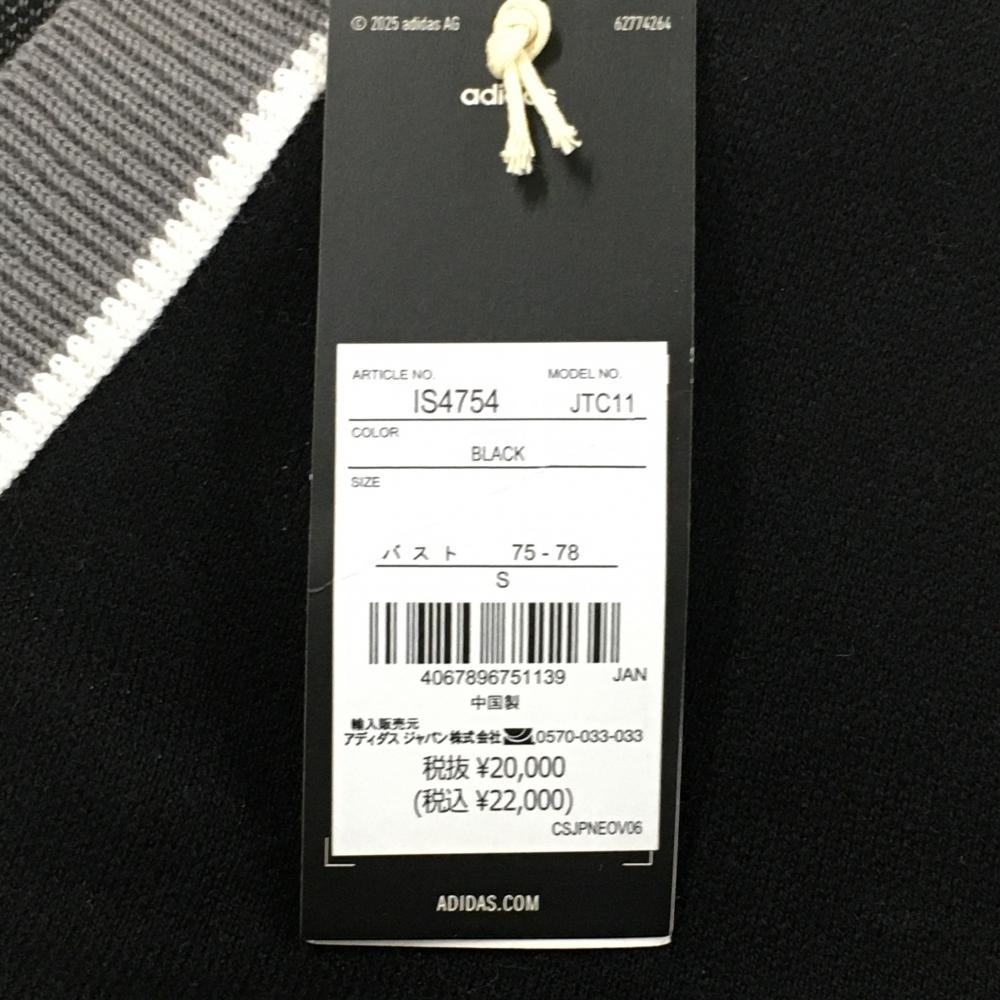 © 2025 adidas AG 62774264
adidas
ARTICLE NO. MODEL NO.
IS4754 JTC11
COLOR
BLACK
SIZE
バスト 75 - 78
S
4067896751139 JAN
中国製
輸入販売元
アディダス ジャパン株式会社 0570-033-033
税抜 ¥20,000
(税込 ¥22,000)
CSJPNEOV06
ADIDAS.COM